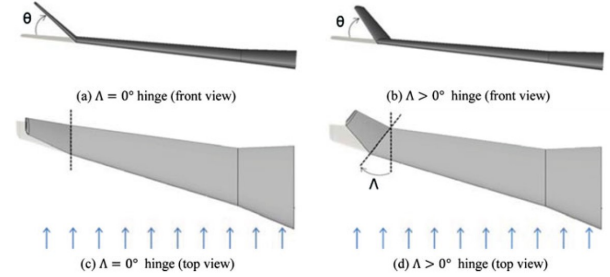 θ
θ
(a) Λ = 0° hinge (front view)
(b) Λ > 0° hinge (front view)
Λ
(c) Λ = 0° hinge (top view)
(d) Λ > 0° hinge (top view)